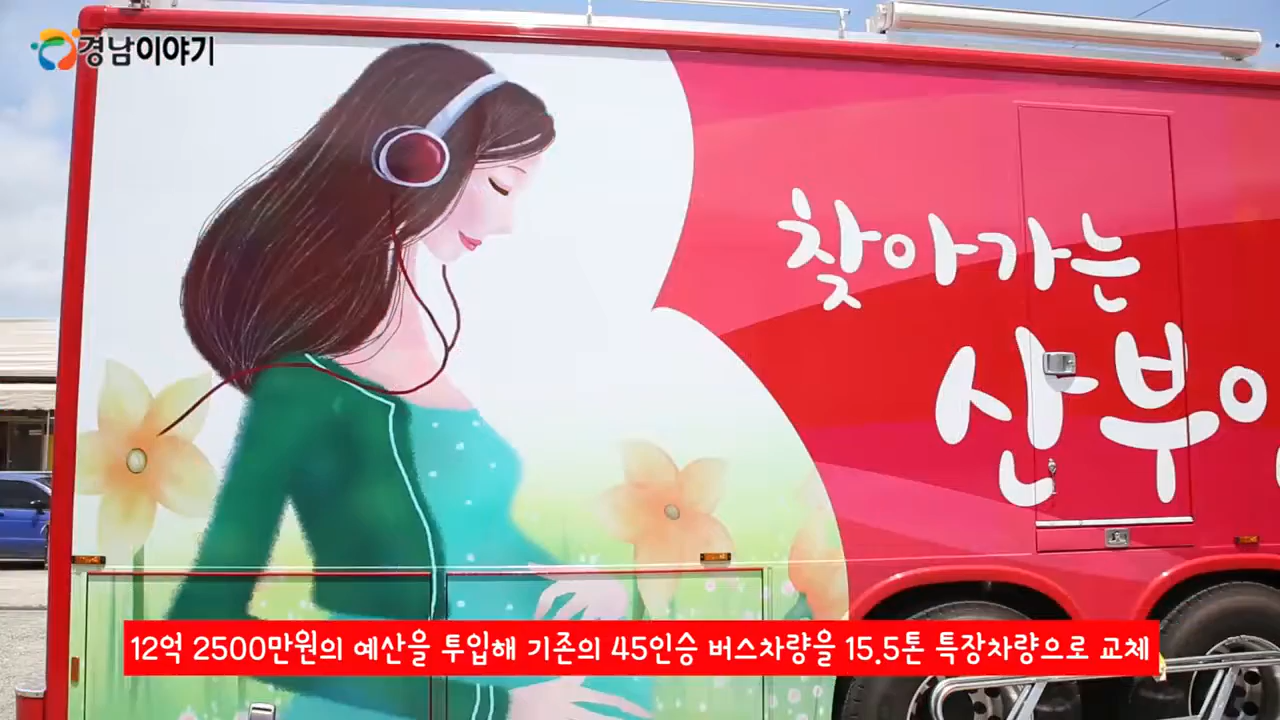 경남이야기
찾아가는
산부
12억 2500만원의 예산을 투입해 기존의 45인승 버스차량을 15.5톤 특장차량으로 교체